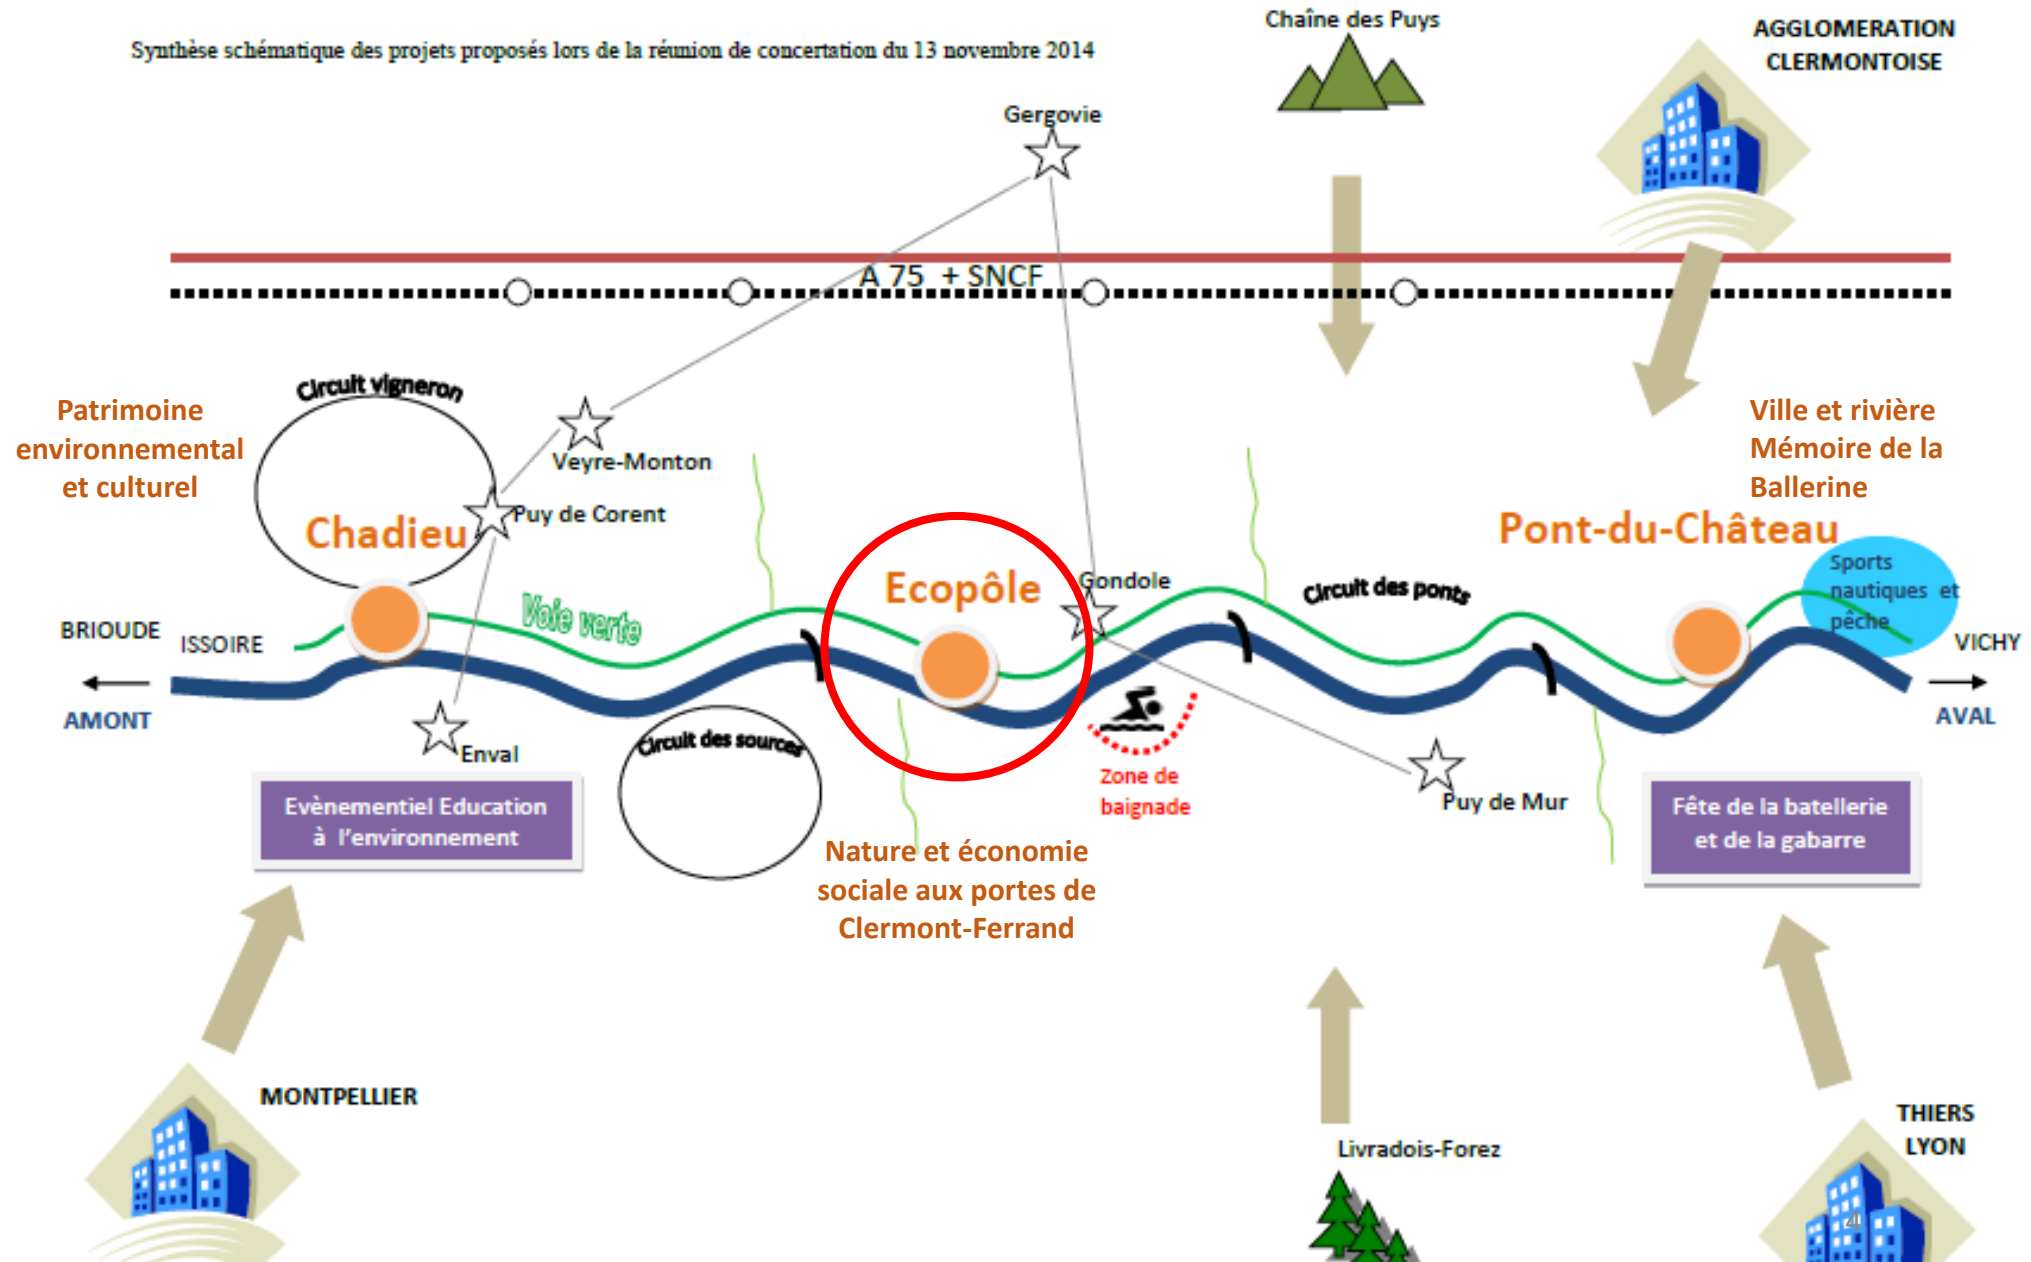 Synthèse schématique des projets proposés lors de la réunion de concertation du 13 novembre 2014
Chaîne des Puys
AGGLOMERATION
CLERMONTOISE
Gergovie
A 75 + SNCF
Circuit vigneron
Patrimoine
environnemental
et culturel
Veyre-Monton
Puy de Corent
Chadieu
Ville et rivière
Mémoire de la
Ballerine
Pont-du-Château
Sports
nautiques et
pêche
Ecopôle
Gondole
Circuit des ponts
Voie verte
BRIOUDE
ISSOIRE
VICHY
AMONT
AVAL
Enval
Circuit des sources
Zone de
baignade
Puy de Mur
Evènementiel Education
à l'environnement
Fête de la batellerie
et de la gabarre
Nature et économie
sociale aux portes de
Clermont-Ferrand
MONTPELLIER
THIERS
LYON
Livradois-Forez
4